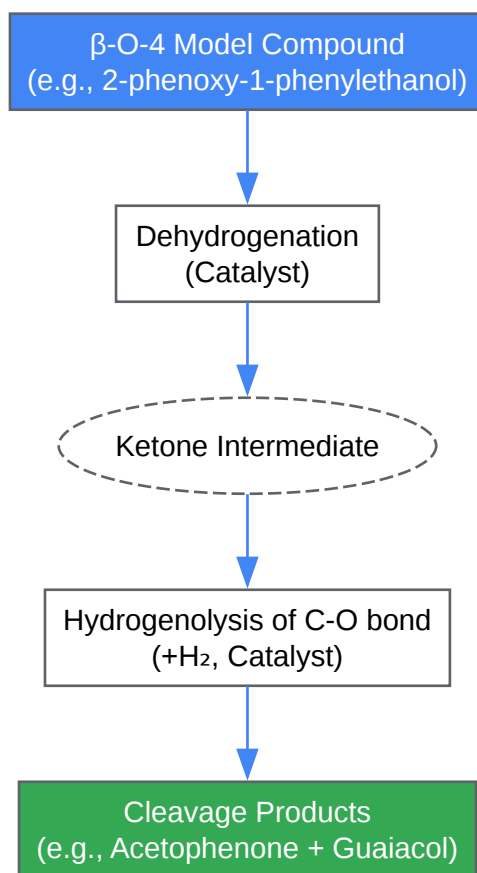 β-O-4 Model Compound
(e.g., 2-phenoxy-1-phenylethanol)
Dehydrogenation
(Catalyst)
Ketone Intermediate
Hydrogenolysis of C-O bond
(+H₂, Catalyst)
Cleavage Products
(e.g., Acetophenone + Guaiacol)